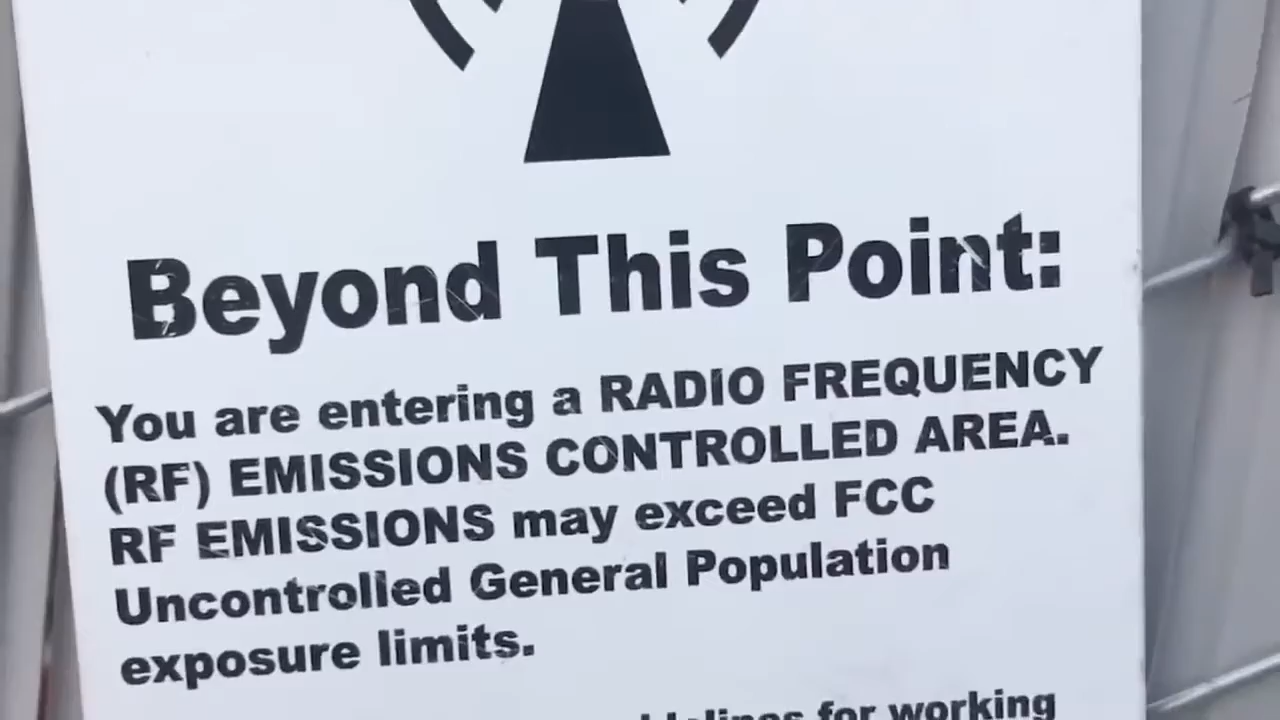 Beyond This Point:
You are entering a RADIO FREQUENCY
(RF) EMISSIONS CONTROLLED AREA.
RF EMISSIONS may exceed FCC
Uncontrolled General Population
exposure limits.
for working